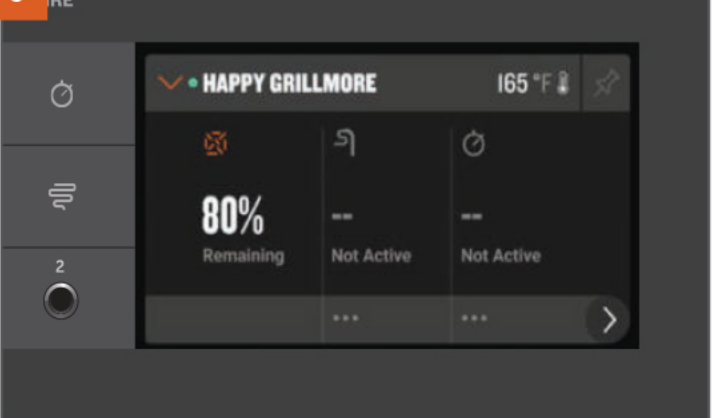 HAPPY GRILLMORE 165 °F
2
80% -- --
Remaining Not Active Not Active